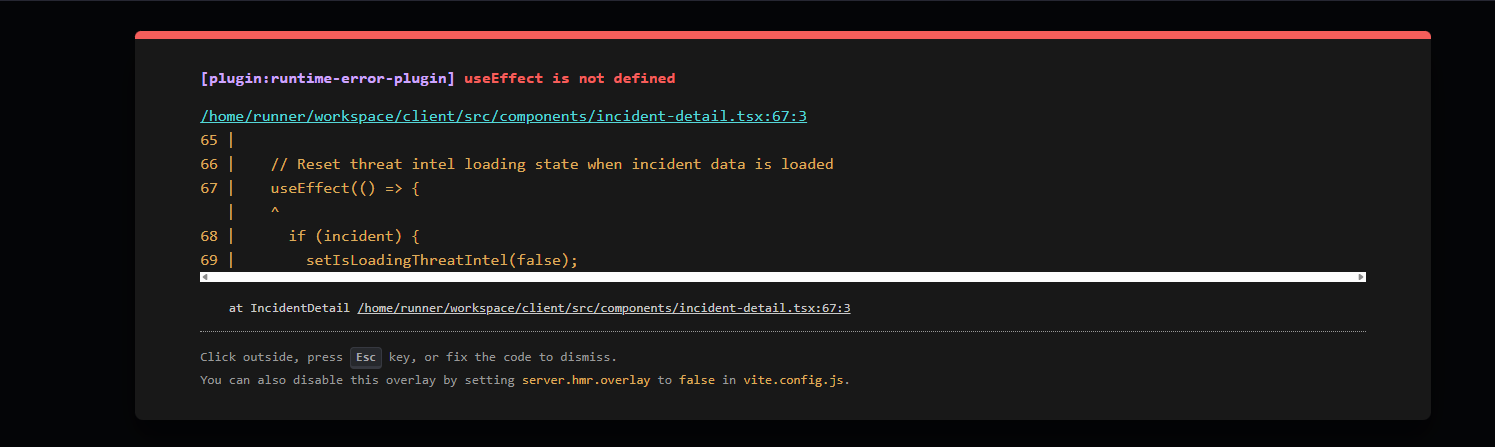 [plugin:runtime-error-plugin] useEffect is not defined
/home/runner/workspace/client/src/components/incident-detail.tsx:67:3
65 |
66 |    // Reset threat intel loading state when incident data is loaded
67 |    useEffect(() => {
   |    ^
68 |      if (incident) {
69 |        setIsLoadingThreatIntel(false);
at IncidentDetail /home/runner/workspace/client/src/components/incident-detail.tsx:67:3
Click outside, press Esc key, or fix the code to dismiss.
You can also disable this overlay by setting server.hmr.overlay to false in vite.config.js.